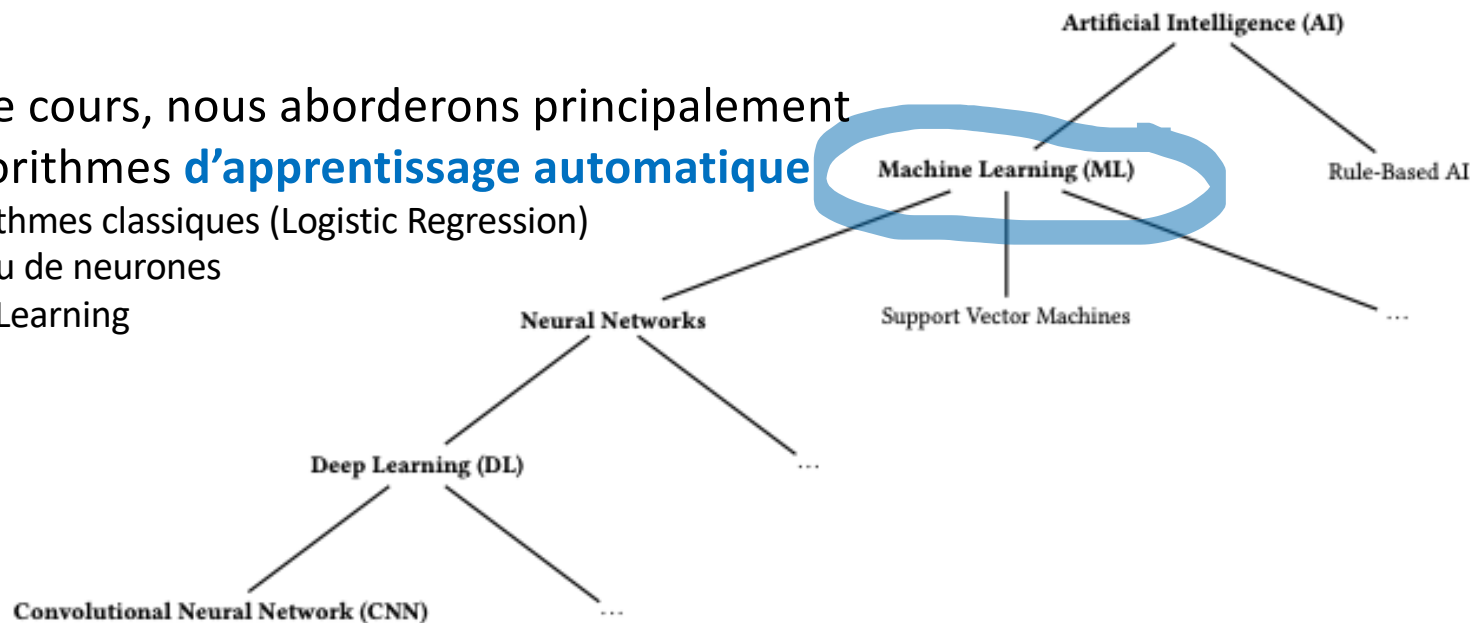 Artificial Intelligence (AI)
e cours, nous aborderons principalement
orithmes d’apprentissage automatique
Machine Learning (ML)
Rule-Based AI
thmes classiques (Logistic Regression)
u de neurones
Learning
Neural Networks
Support Vector Machines
...
Deep Learning (DL)
...
Convolutional Neural Network (CNN)
...